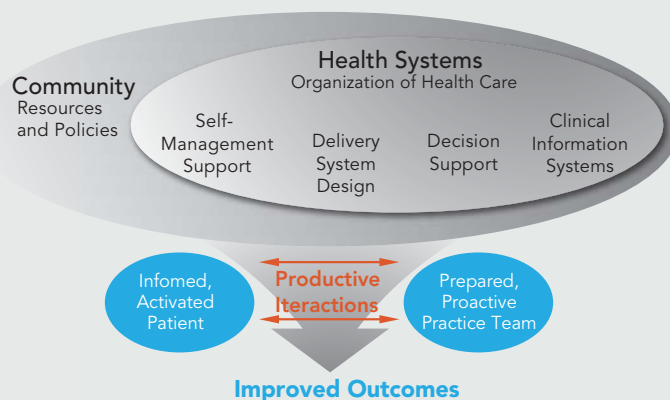 Health Systems
Organization of Health Care
Community
Resources
and Policies
Self-
Management
Support
Delivery
System
Design
Decision
Support
Clinical
Information
Systems
Infomed,
Activated
Patient
Productive
Iteractions
Prepared,
Proactive
Practice Team
Improved Outcomes